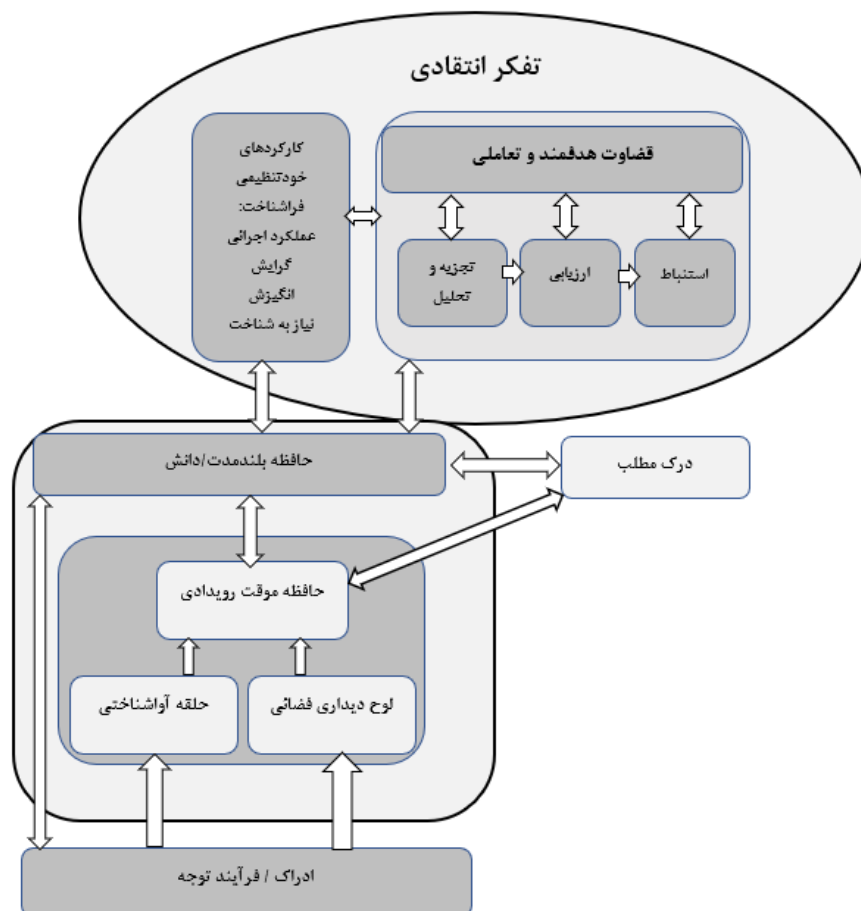 تفکر انتقادی
کارکردهای
خودتنظیمی
فراشناخت:
عملکرد اجرائی
گرایش
انگیزش
نیاز به شناخت
قضاوت هدفمند و تعاملی
تجزیه و
تحلیل
ارزیابی
استنباط
حافظه بلندمدت/دانش
درک مطلب
حافظه موقت رویدادی
حلقه آواشناختی
لوح دیداری فضائی
ادراک / فرآیند توجه